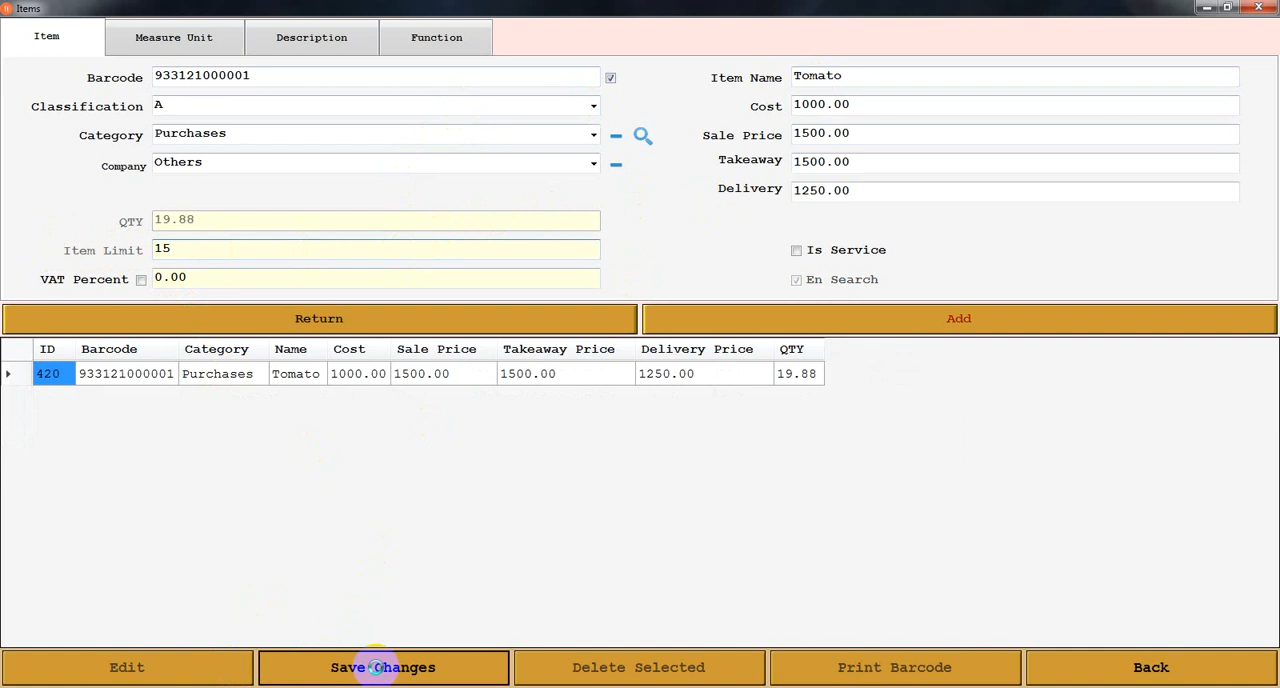 Items
Item Measure Unit Description Function
Barcode 933121000001
Classification A
Category Purchases
Company Others
QTY 19.88
Item Limit 15
VAT Percent 0.00
Item Name Tomato
Cost 1000.00
Sale Price 1500.00
Takeaway 1500.00
Delivery 1250.00
Is Service
En Search
Return Add
ID Barcode Category Name Cost Sale Price Takeaway Price Delivery Price QTY
420 933121000001 Purchases Tomato 1000.00 1500.00 1500.00 1250.00 19.88
Edit Save Changes Delete Selected Print Barcode Back